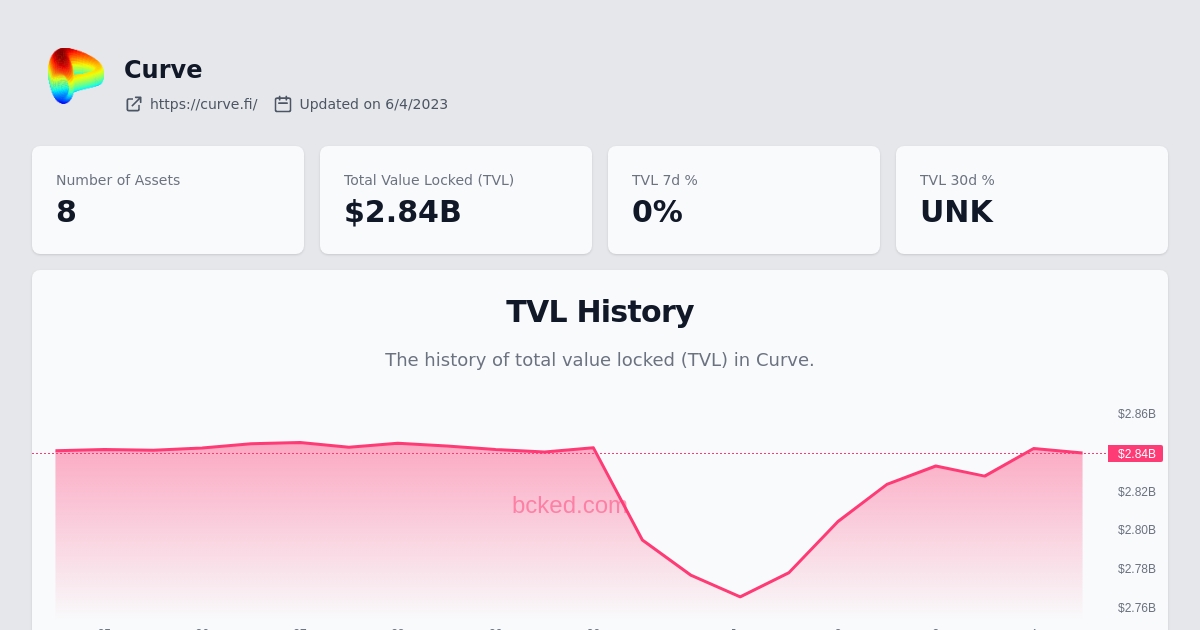 Curve
https://curve.fi/ Updated on 6/4/2023
Number of Assets
8
Total Value Locked (TVL)
$2.84B
TVL 7d %
0%
TVL 30d %
UNK
TVL History
The history of total value locked (TVL) in Curve.
$2.86B
$2.84B
$2.82B
$2.80B
$2.78B
$2.76B
bcked.com